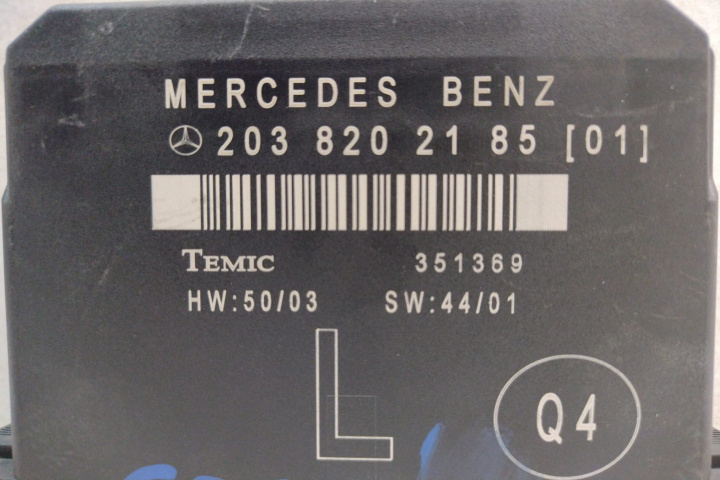 MERCEDES BENZ
203 820 21 85 [01]
TEMIC 351369
HW:50/03 SW:44/01
L
Q4